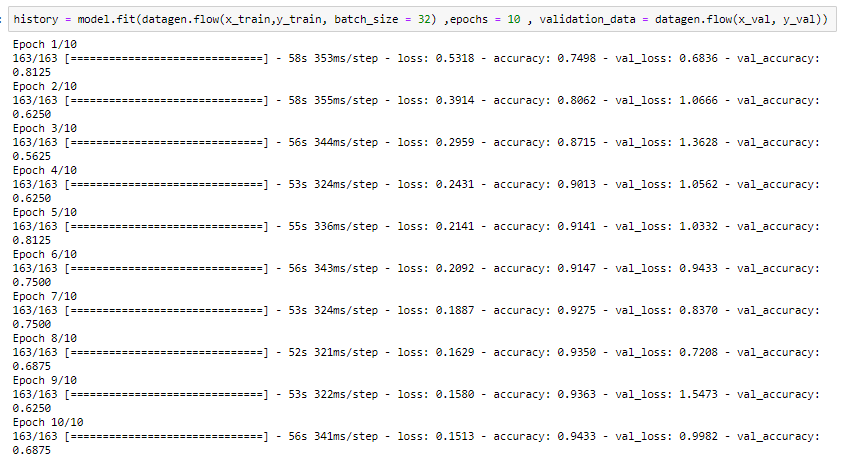 history = model.fit(datagen.flow(x_train,y_train, batch_size = 32) ,epochs = 10 , validation_data = datagen.flow(x_val, y_val))
Epoch 1/10
163/163 [==============================] - 58s 353ms/step - loss: 0.5318 - accuracy: 0.7498 - val_loss: 0.6836 - val_accuracy:
0.8125
Epoch 2/10
163/163 [==============================] - 58s 355ms/step - loss: 0.3914 - accuracy: 0.8062 - val_loss: 1.0666 - val_accuracy:
0.6250
Epoch 3/10
163/163 [==============================] - 56s 344ms/step - loss: 0.2959 - accuracy: 0.8715 - val_loss: 1.3628 - val_accuracy:
0.5625
Epoch 4/10
163/163 [==============================] - 53s 324ms/step - loss: 0.2431 - accuracy: 0.9013 - val_loss: 1.0562 - val_accuracy:
0.6250
Epoch 5/10
163/163 [==============================] - 55s 336ms/step - loss: 0.2141 - accuracy: 0.9141 - val_loss: 1.0332 - val_accuracy:
0.8125
Epoch 6/10
163/163 [==============================] - 56s 343ms/step - loss: 0.2092 - accuracy: 0.9147 - val_loss: 0.9433 - val_accuracy:
0.7500
Epoch 7/10
163/163 [==============================] - 53s 324ms/step - loss: 0.1887 - accuracy: 0.9275 - val_loss: 0.8370 - val_accuracy:
0.7500
Epoch 8/10
163/163 [==============================] - 52s 321ms/step - loss: 0.1629 - accuracy: 0.9350 - val_loss: 0.7208 - val_accuracy:
0.6875
Epoch 9/10
163/163 [==============================] - 53s 322ms/step - loss: 0.1580 - accuracy: 0.9363 - val_loss: 1.5473 - val_accuracy:
0.6250
Epoch 10/10
163/163 [==============================] - 56s 341ms/step - loss: 0.1513 - accuracy: 0.9433 - val_loss: 0.9982 - val_accuracy:
0.6875